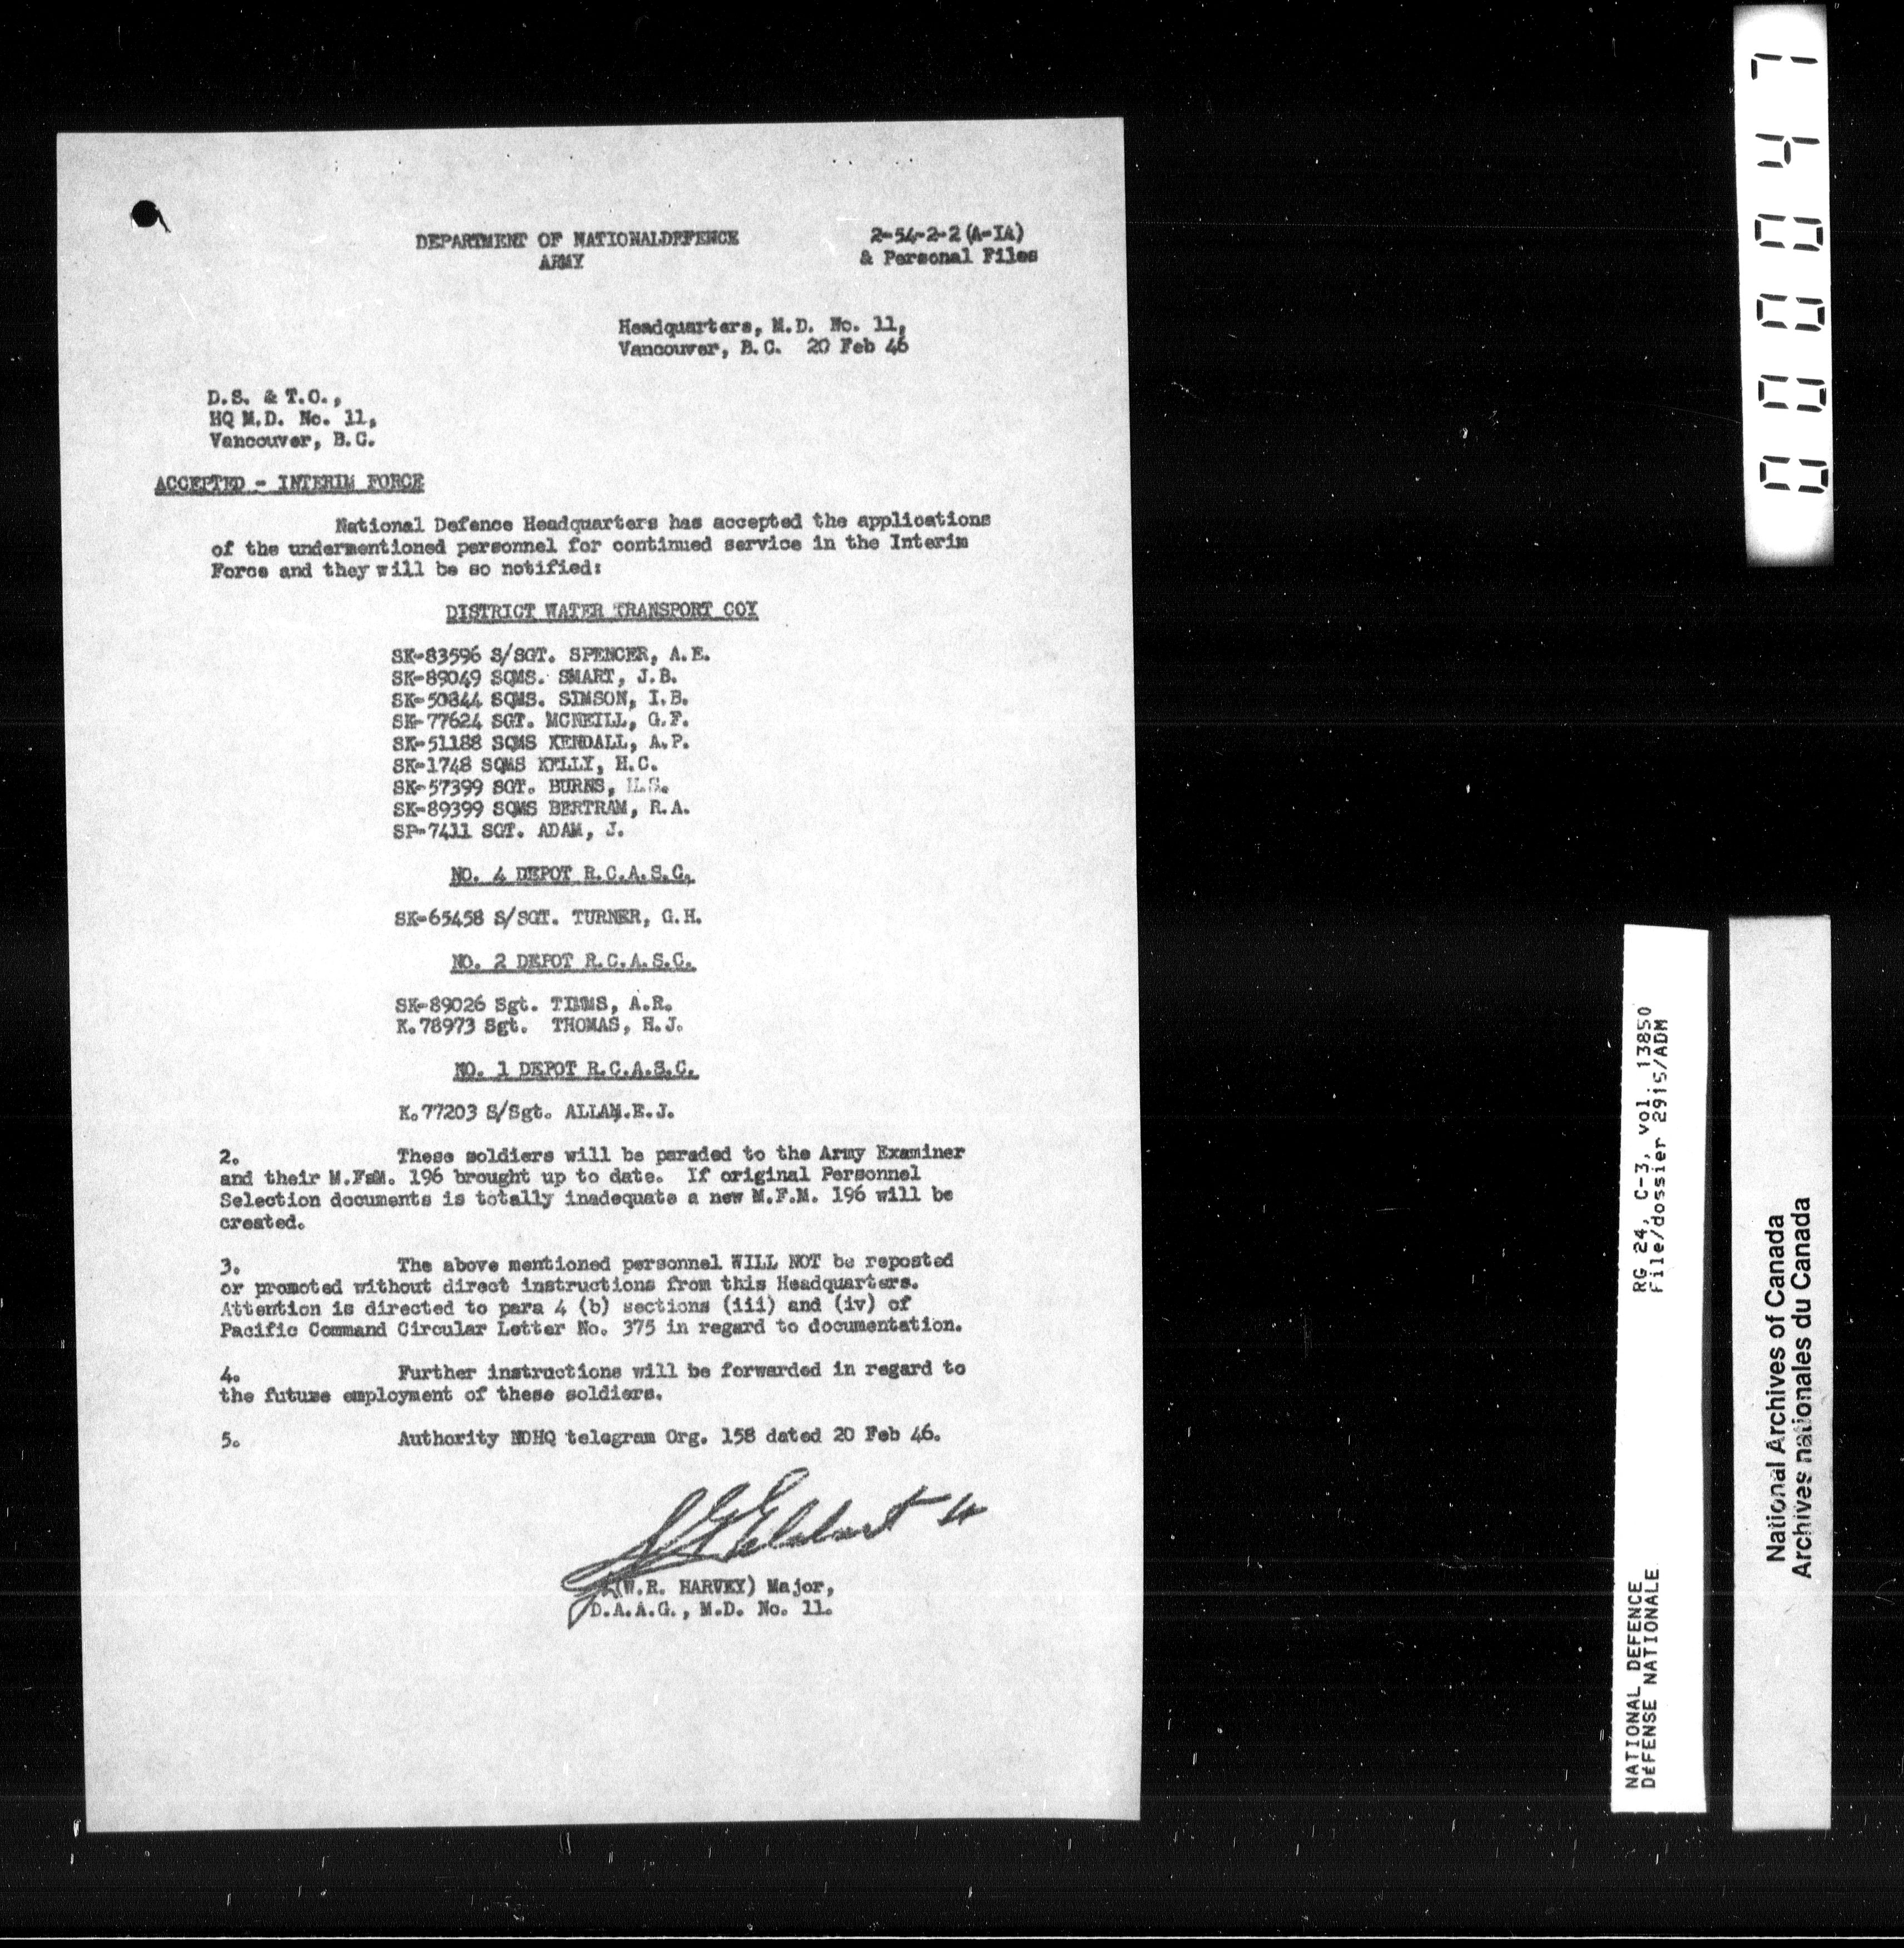 DEPARTMENT OF NATIONALDEFENCE
ARMY
2-54-2-2 (A-IA)
& Personal Files
Headquarters, M.D. No. 11,
Vancouver, B.C. 20 Feb 46
D.S. & T.O.,
HQ M.D. No. 11,
Vancouver, B.C.
ACCEPTED - INTERIM FORCE
National Defence Headquarters has accepted the applications
of the undermentioned personnel for continued service in the Interim
Force and they will be so notified:
DISTRICT WATER TRANSPORT COY
SK-83596 S/SGT. SPENCER, A.E.
SK-89049 SQMS. SMART, J.B.
SK-50844 SQMS. SIMSON, I.B.
SK-77624 SGT. MCNEILL, G.F.
SK-51188 SQMS KENDALL, A.P.
SK-1748 SQMS KELLY, H.C.
SK-57399 SGT. BURNS,
SK-89399 SQMS BERTRAM, R.A.
SP-7411 SGT. ADAM, J.
NO. 4 DEPOT R.C.A.S.C.
SK-65458 S/SGT. TURNER, G.H.
NO. 2 DEPOT R.C.A.S.C.
SK-89026 Sgt. TIMMS, A.R.
K.78973 Sgt. THOMAS, H.J.
NO. 1 DEPOT R.C.A.S.C.
K.77203 S/Sgt. ALLAN.E.J.
2. These soldiers will be paraded to the Army Examiner
and their M.F.M. 196 brought up to date. If original Personnel
Selection documents is totally inadequate a new M.F.M. 196 will be
created.
3. The above mentioned personnel WILL NOT be reposted
or promoted without direct instructions from this Headquarters.
Attention is directed to para 4 (b) sections (iii) and (iv) of
Pacific Command Circular Letter No. 375 in regard to documentation.
4. Further instructions will be forwarded in regard to
the future employment of these soldiers.
5. Authority NDHQ telegram Org. 158 dated 20 Feb 46.
(W.R. HARVEY) Major,
D.A.A.G., M.D. No. 11.
000047
NATIONAL DEFENCE RG 24, C-3, vol. 13850
DéFENSE NATIONALE File/dossier 2915/ADM
National Archives of Canada
Archives nationales du Canada